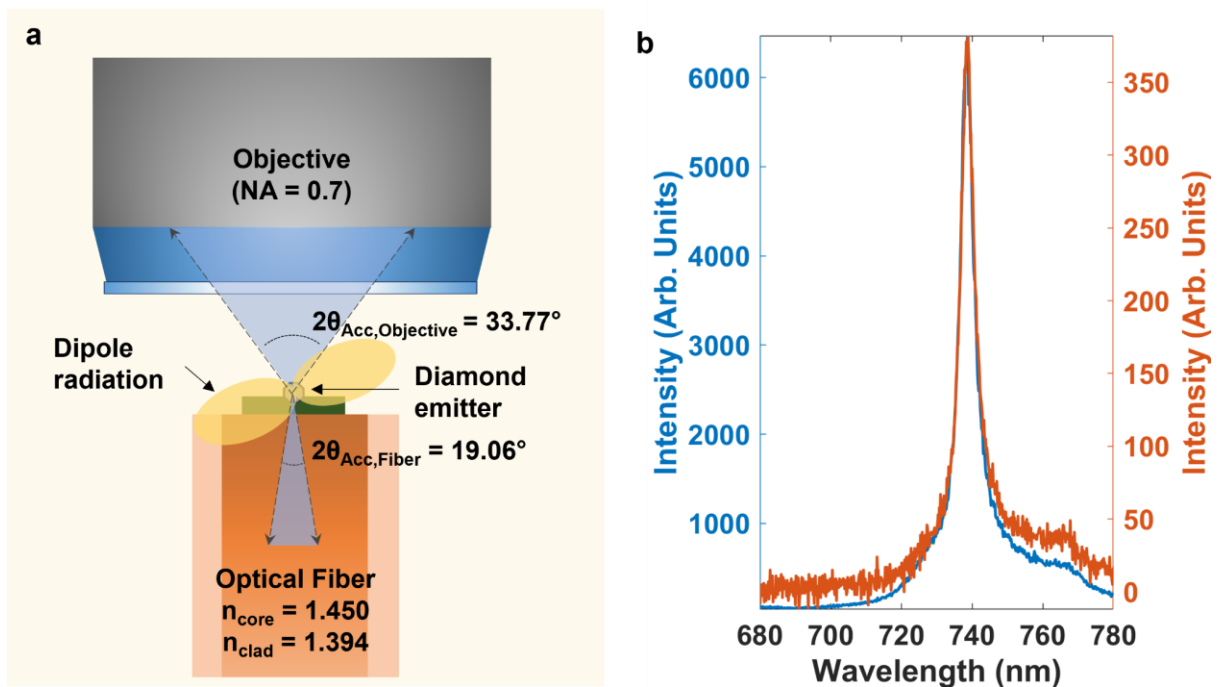 a
Objective
(NA = 0.7)
2θAcc,Objective = 33.77°
Dipole
radiation
Diamond
emitter
2θAcc,Fiber = 19.06°
Optical Fiber
ncore = 1.450
nclad = 1.394
b
Intensity (Arb. Units)
6000
5000
4000
3000
2000
1000
350
300
250
200
150
100
50
0
Intensity (Arb. Units)
680 700 720 740 760 780
Wavelength (nm)